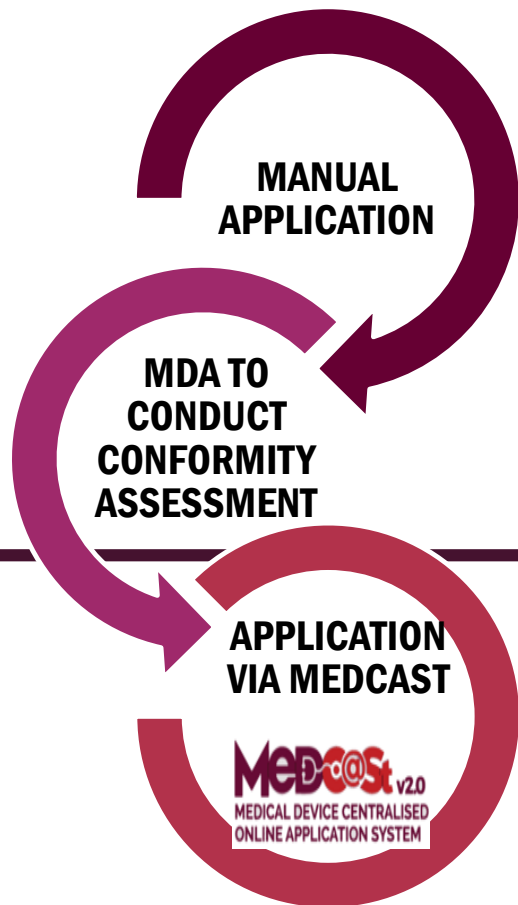 MANUAL
APPLICATION
MDA TO
CONDUCT
CONFORMITY
ASSESSMENT
APPLICATION
VIA MEDCAST
MeDC@St v2.0
MEDICAL DEVICE CENTRALISED
ONLINE APPLICATION SYSTEM